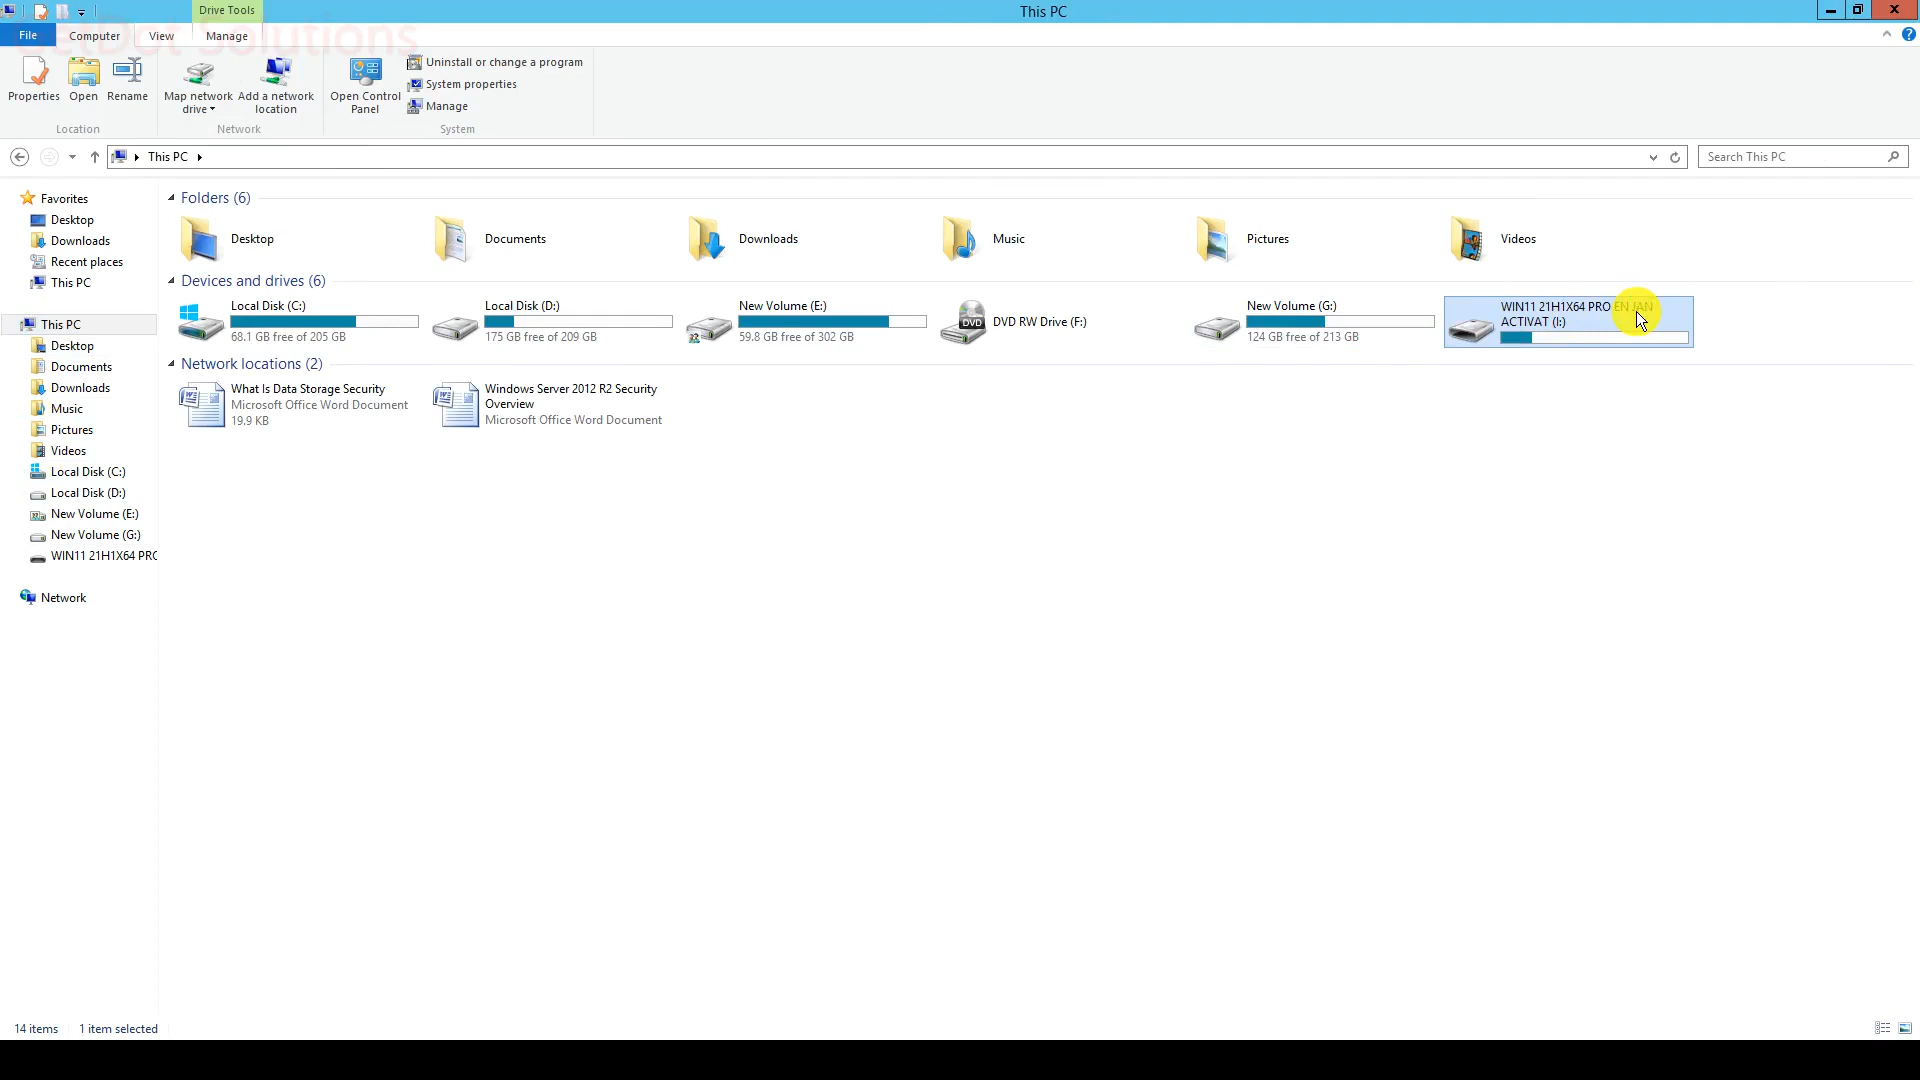 Drive Tools
This PC
GetDot Solutions
File
Computer
View
Manage
Properties
Open
Rename
Map network drive
Add a network location
Open Control Panel
Uninstall or change a program
System properties
Manage
Location
Network
System
This PC
Search This PC
Favorites
Desktop
Downloads
Recent places
This PC
This PC
Desktop
Documents
Downloads
Music
Pictures
Videos
Local Disk (C:)
Local Disk (D:)
New Volume (E:)
New Volume (G:)
WIN11 21H1X64 PRO
Network
Folders (6)
Desktop
Documents
Downloads
Music
Pictures
Videos
Devices and drives (6)
Local Disk (C:)
68.1 GB free of 205 GB
Local Disk (D:)
175 GB free of 209 GB
New Volume (E:)
59.8 GB free of 302 GB
DVD
DVD RW Drive (F:)
New Volume (G:)
124 GB free of 213 GB
WIN11 21H1X64 PRO EN JAN
ACTIVAT (I:)
Network locations (2)
What Is Data Storage Security
Microsoft Office Word Document
19.9 KB
Windows Server 2012 R2 Security
Overview
Microsoft Office Word Document
14 items
1 item selected